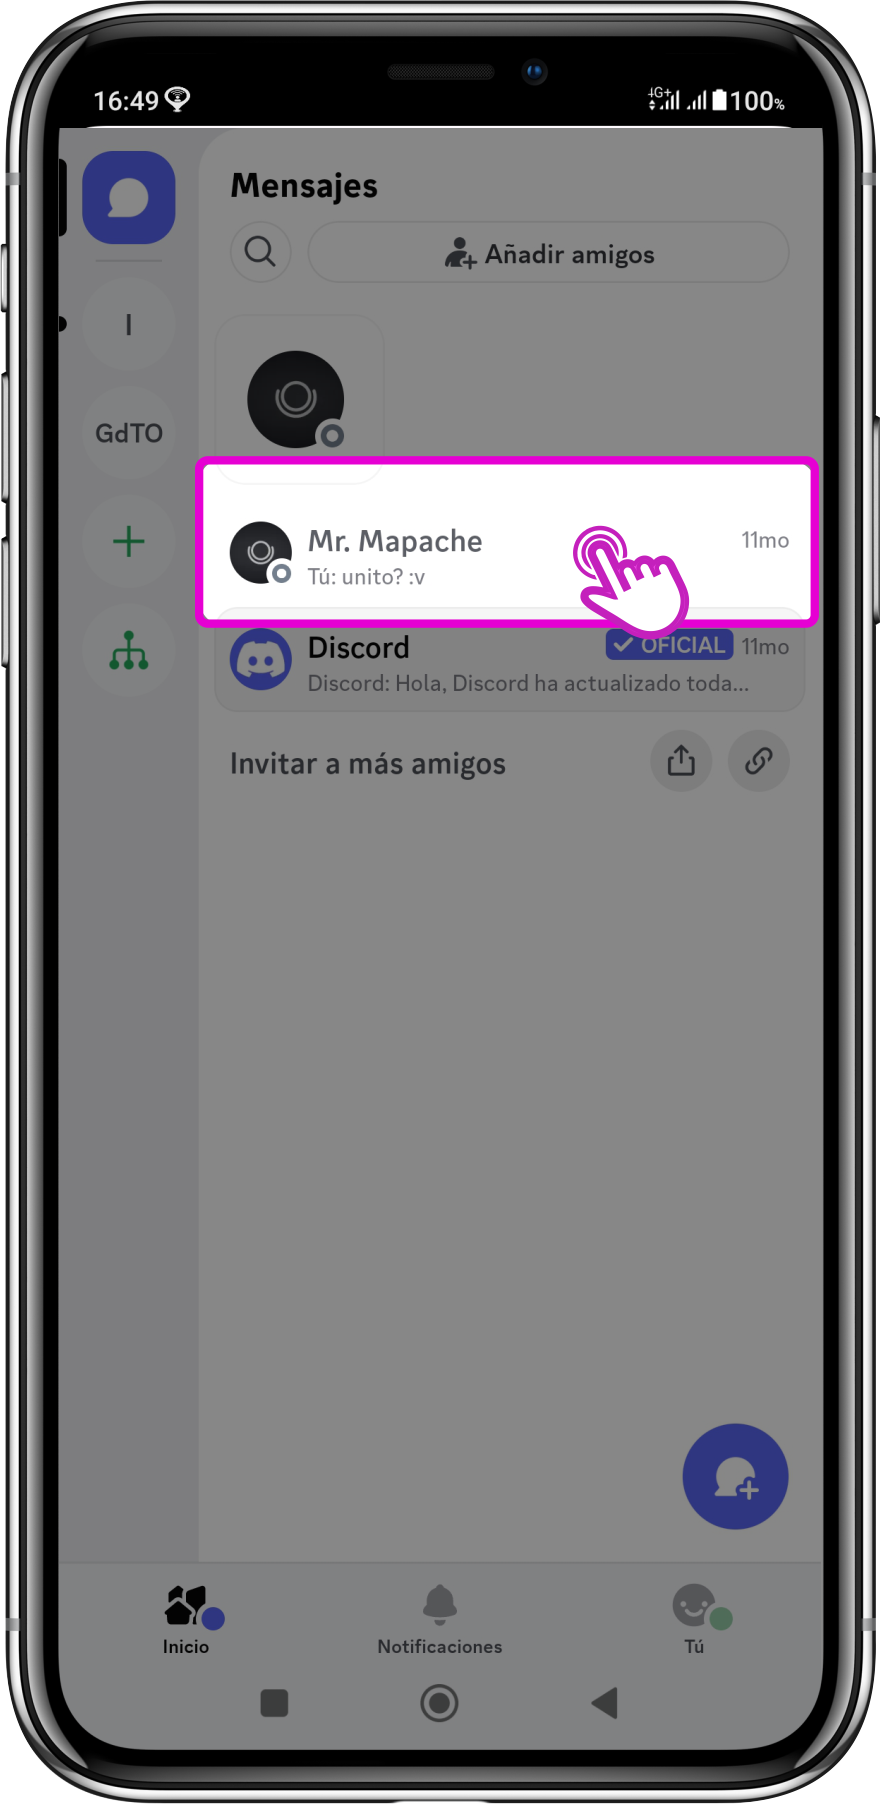 16:49 4G+ 100%
Mensajes
Añadir amigos
I
GdTO
Mr. Mapache 11mo
Tú: unito? :v
Discord OFICIAL 11mo
Discord: Hola, Discord ha actualizado toda...
Invitar a más amigos
Inicio Notificaciones Tú